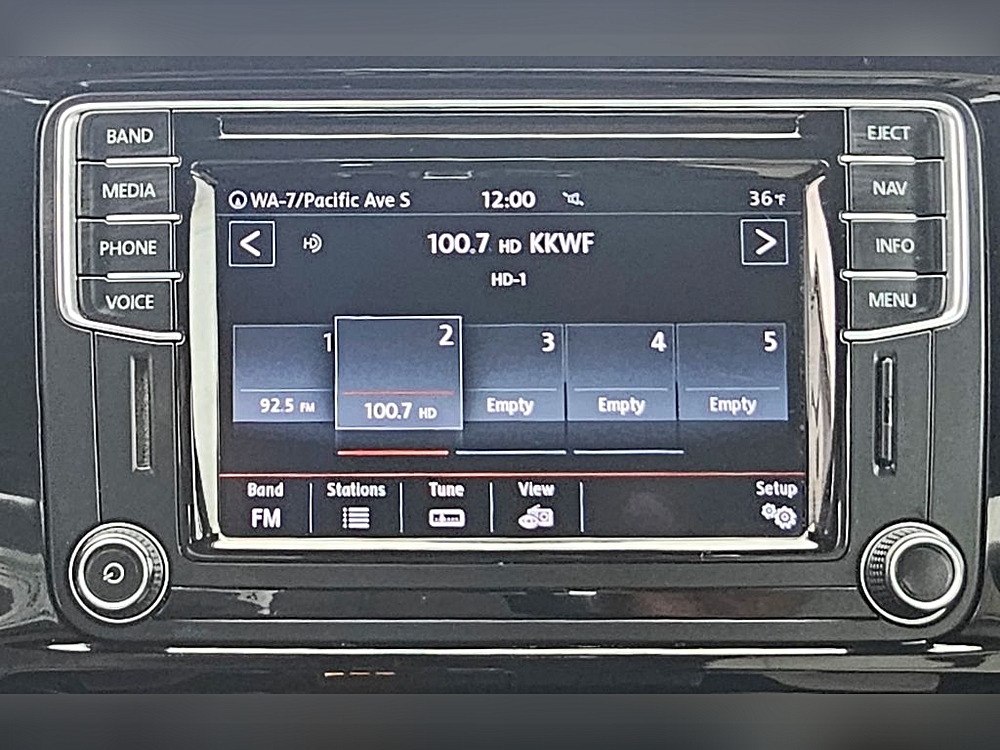 BAND
MEDIA
PHONE
VOICE
EJECT
NAV
INFO
MENU
WA-7/Pacific Ave S 12:00 36°F
< HD 100.7 HD KKWF >
HD-1
1 2 3 4 5
92.5 FM 100.7 HD Empty Empty Empty
Band Stations Tune View Setup
FM